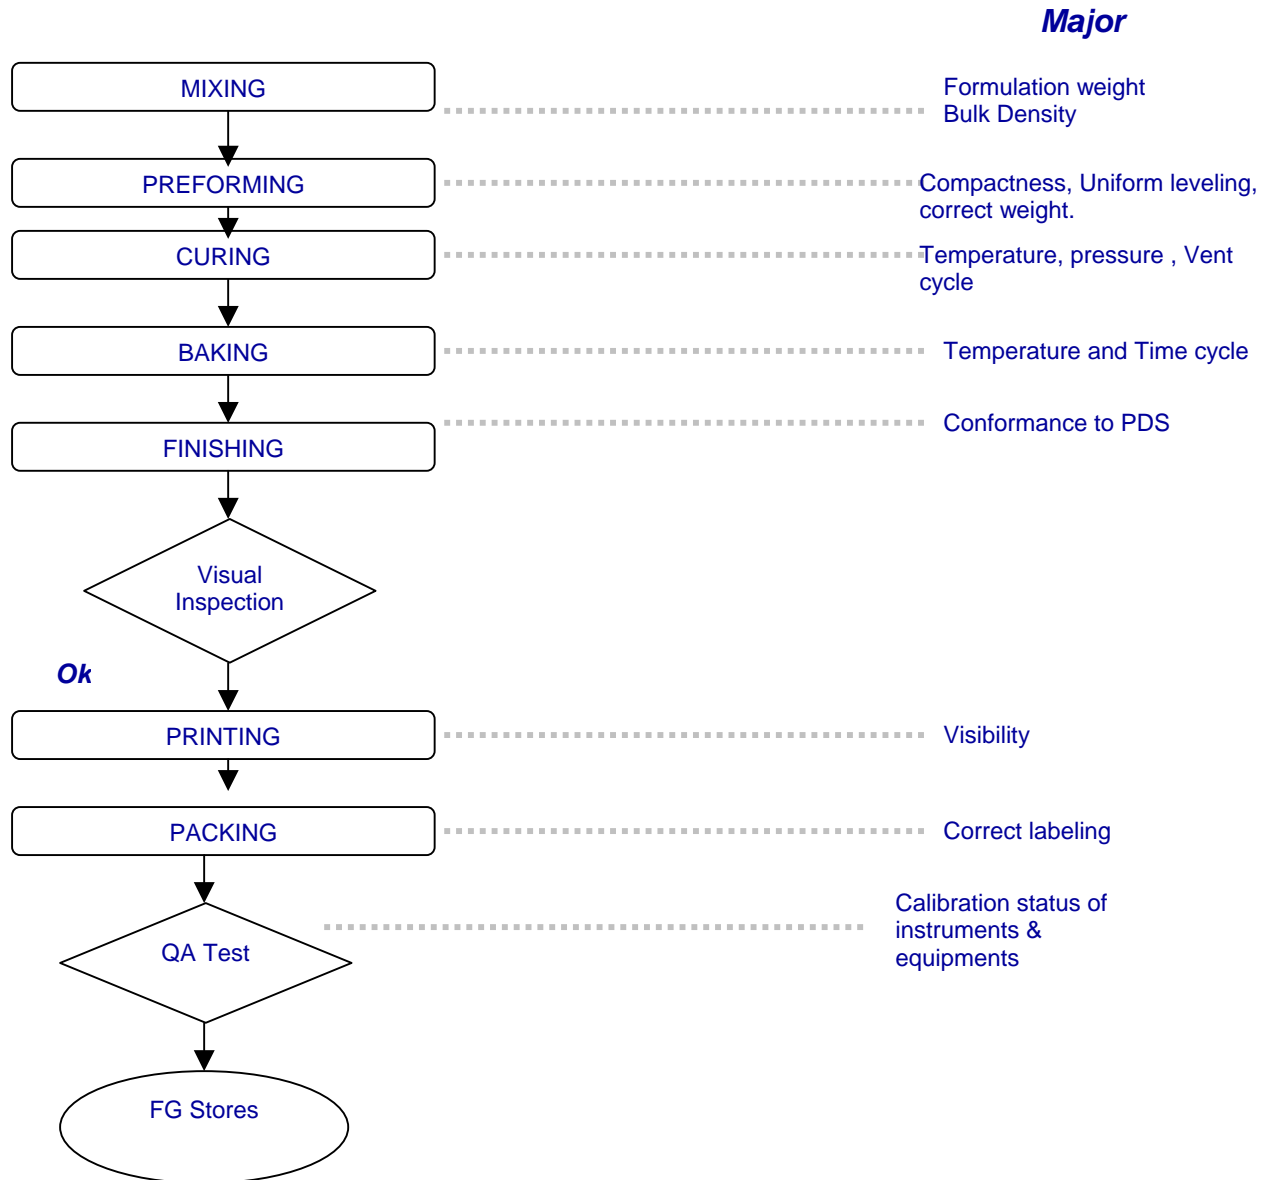 Major
MIXING
Formulation weight
Bulk Density
PREFORMING
Compactness, Uniform leveling,
correct weight.
CURING
Temperature, pressure , Vent
cycle
BAKING
Temperature and Time cycle
FINISHING
Conformance to PDS
Visual
Inspection
Ok
PRINTING
Visibility
PACKING
Correct labeling
QA Test
Calibration status of
instruments &
equipments
FG Stores